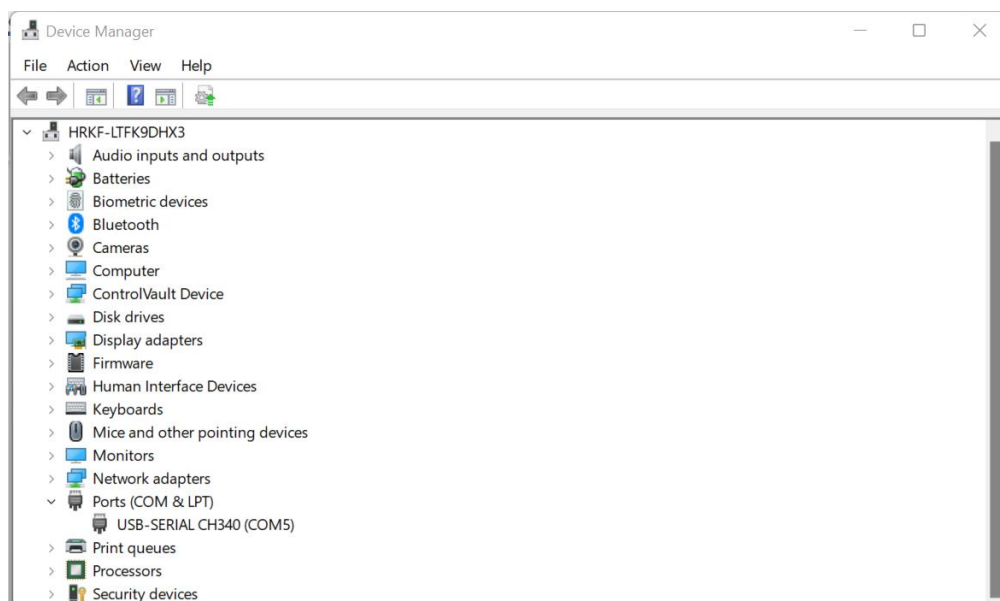 Device Manager
File Action View Help
HRKF-LTFK9DHX3
Audio inputs and outputs
Batteries
Biometric devices
Bluetooth
Cameras
Computer
ControlVault Device
Disk drives
Display adapters
Firmware
Human Interface Devices
Keyboards
Mice and other pointing devices
Monitors
Network adapters
Ports (COM & LPT)
USB-SERIAL CH340 (COM5)
Print queues
Processors
Security devices